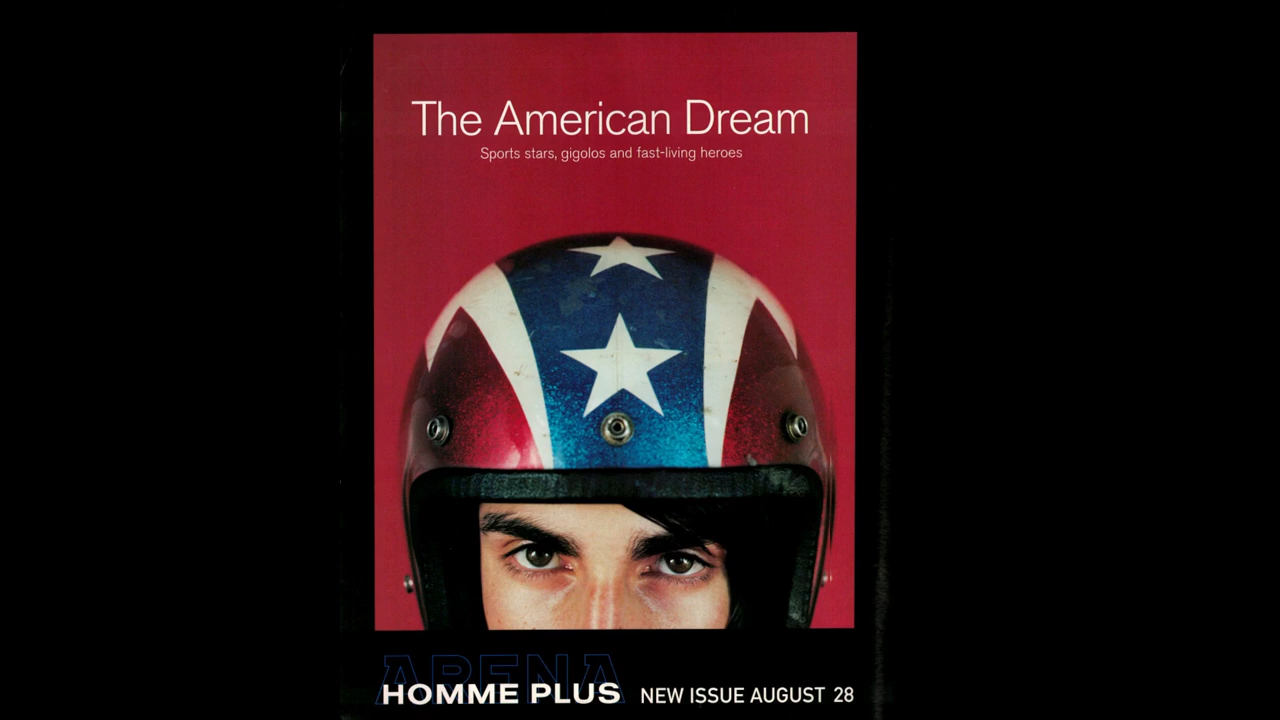 The American Dream
Sports stars, gigolos and fast-living heroes
ARENA
HOMME PLUS NEW ISSUE AUGUST 28